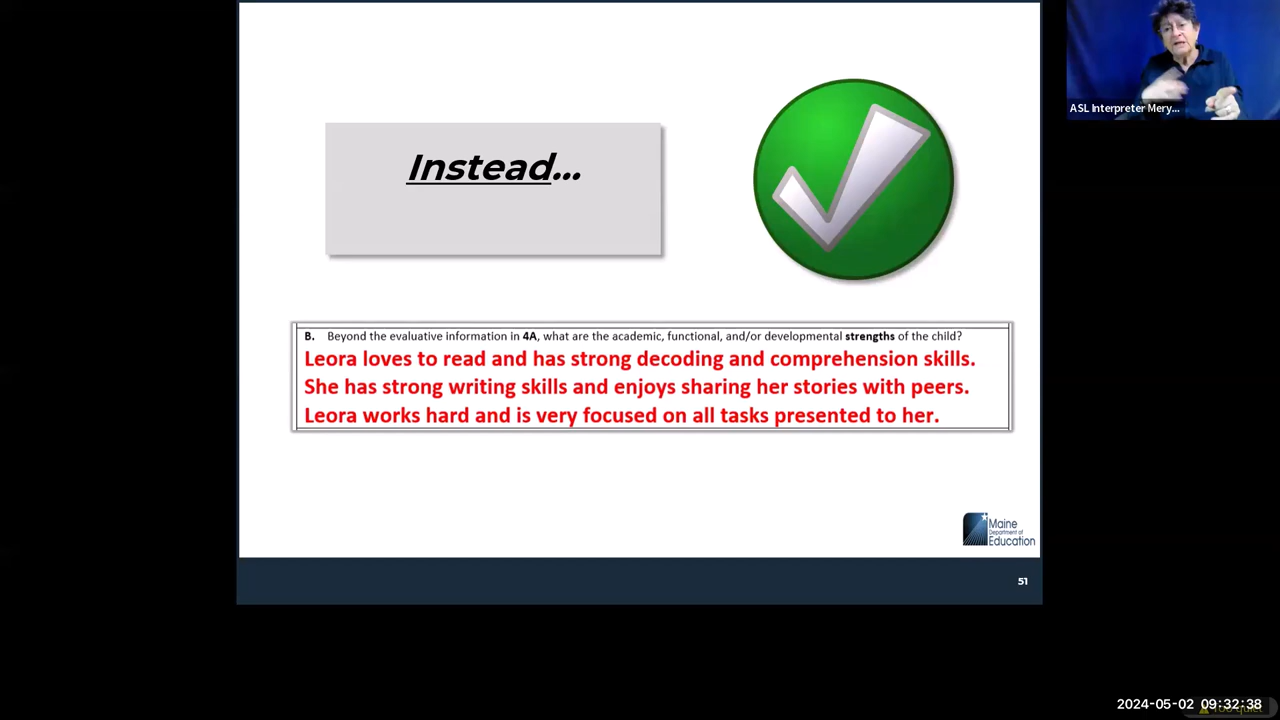 ASL Interpreter Mery...
Instead...
B. Beyond the evaluative information in 4A, what are the academic, functional, and/or developmental strengths of the child?
Leora loves to read and has strong decoding and comprehension skills.
She has strong writing skills and enjoys sharing her stories with peers.
Leora works hard and is very focused on all tasks presented to her.
Maine
Department of
Education
51
2024-05-02 09:32:38